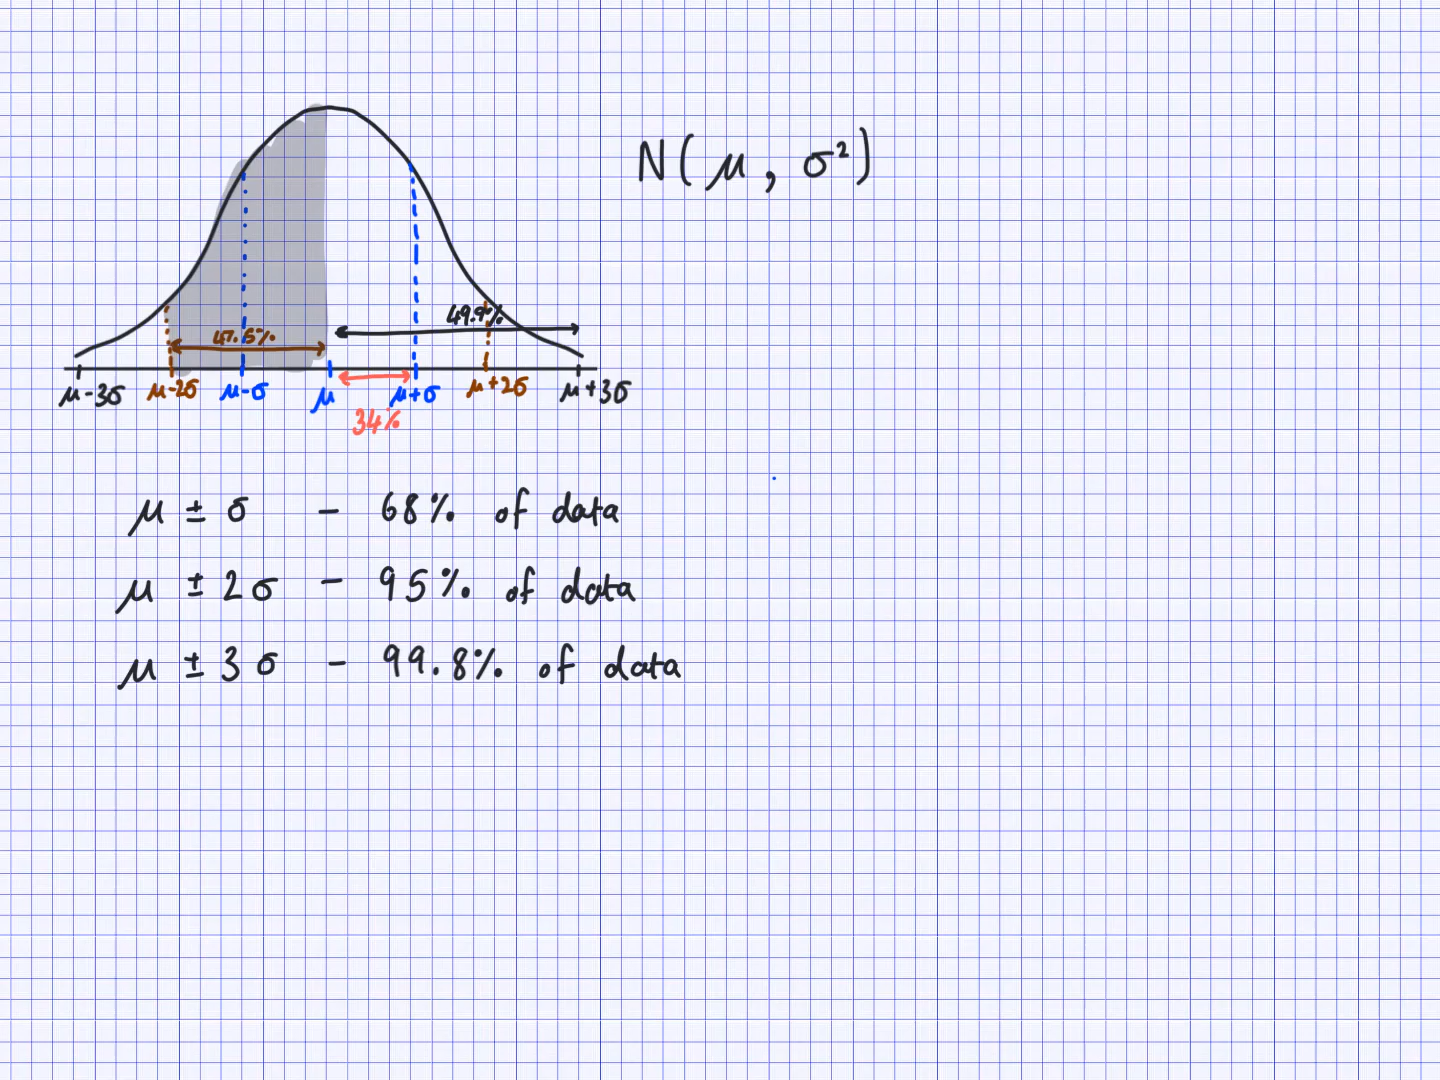 N(μ, σ²)
49.9%
47.5%
μ-3σ μ-2σ μ-σ μ μ+σ μ+2σ μ+3σ
34%
μ ± σ - 68% of data
μ ± 2σ - 95% of data
μ ± 3σ - 99.8% of data